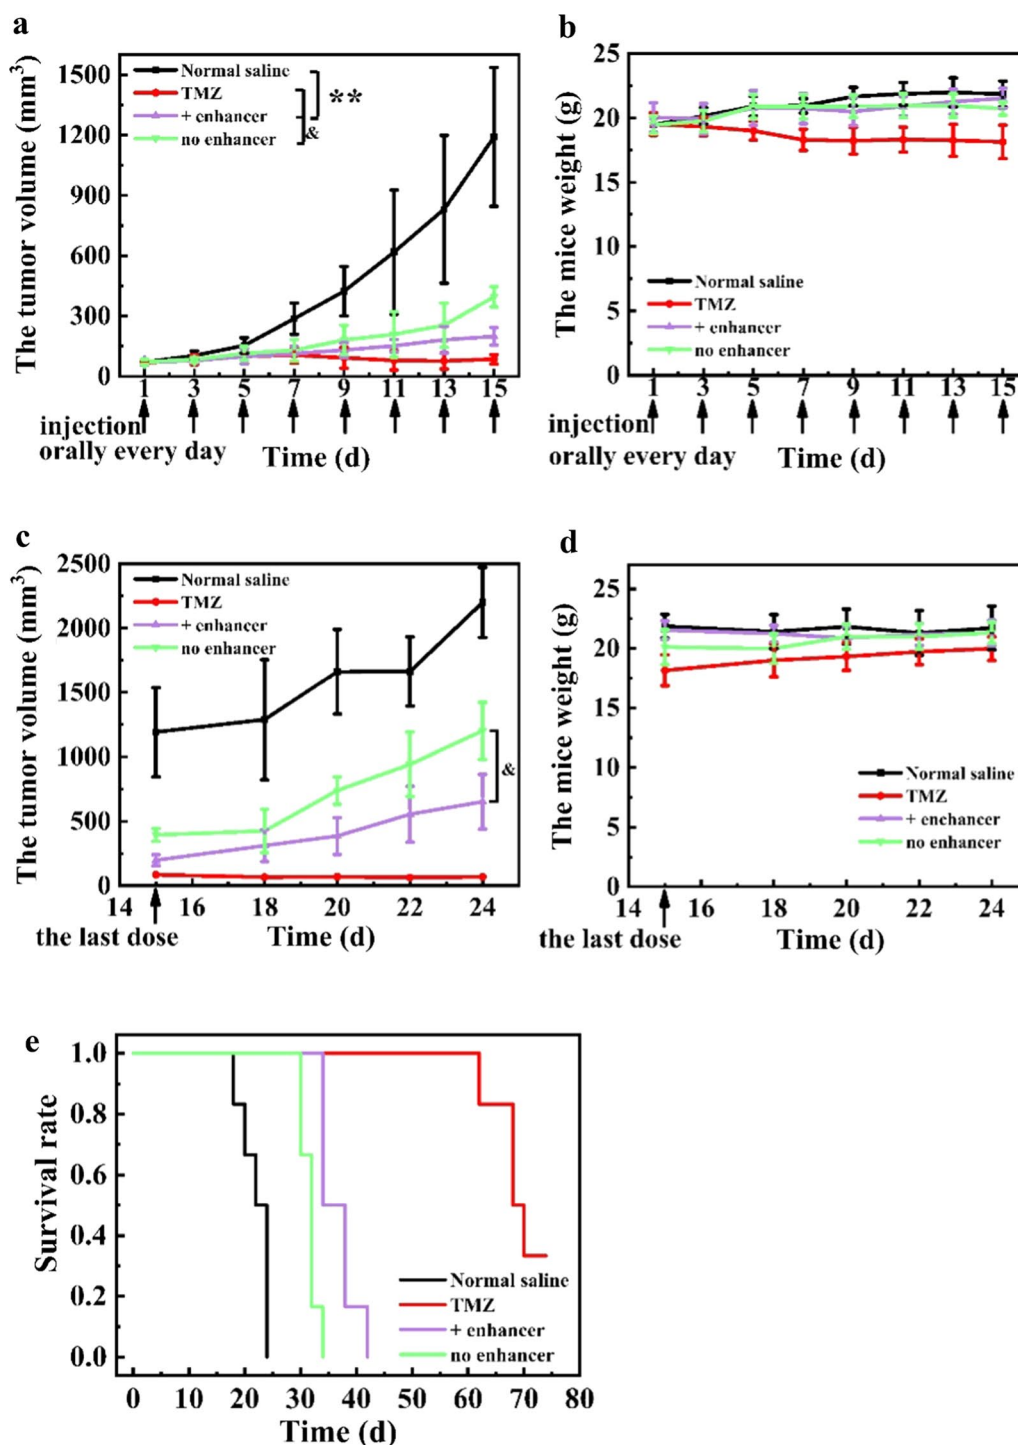 a
The tumor volume (mm³)
1500
1200
900
600
300
0
Normal saline
TMZ
+ enhancer
no enhancer
**
&
1 3 5 7 9 11 13 15
injection
orally every day
Time (d)
b
The mice weight (g)
25
20
15
10
5
0
Normal saline
TMZ
+ enhancer
no enhancer
1 3 5 7 9 11 13 15
injection
orally every day
Time (d)
c
The tumor volume (mm³)
2500
2000
1500
1000
500
0
Normal saline
TMZ
+ enhancer
no enhancer
&
14 16 18 20 22 24
the last dose
Time (d)
d
The mice weight (g)
25
20
15
10
5
0
Normal saline
TMZ
+ enchancer
no enhancer
14 16 18 20 22 24
the last dose
Time (d)
e
Survival rate
1.0
0.8
0.6
0.4
0.2
0.0
Normal saline
TMZ
+ enhancer
no enhancer
0 10 20 30 40 50 60 70 80
Time (d)